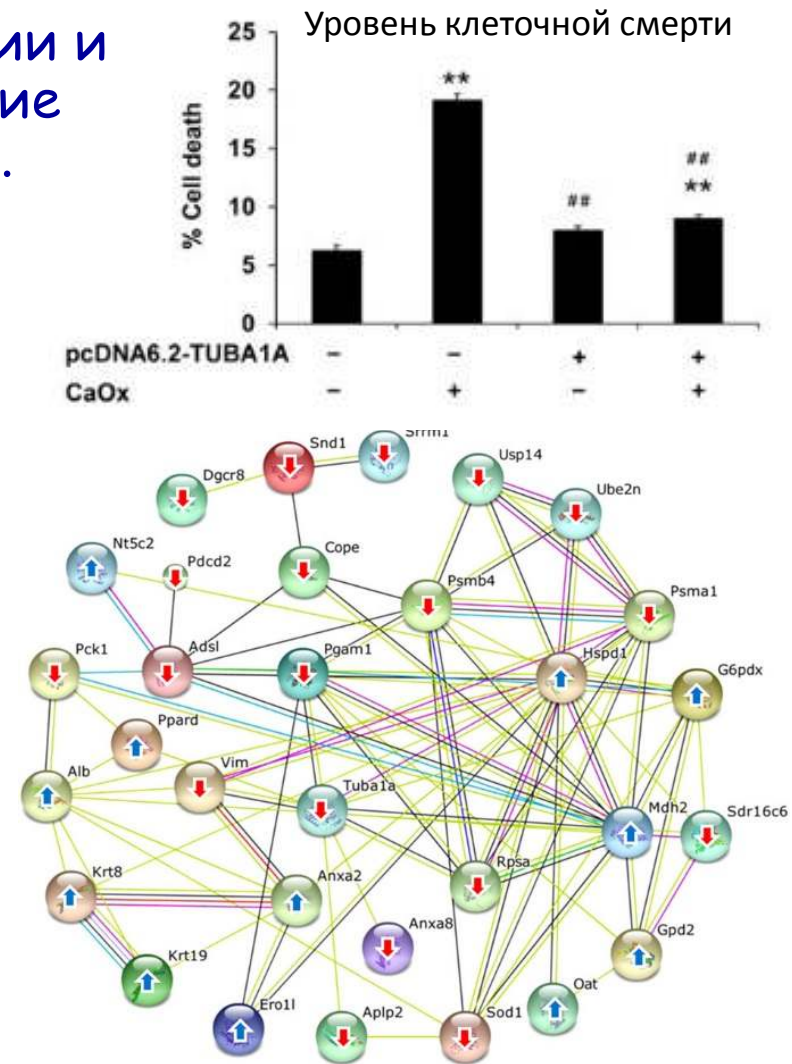 Уровень клеточной смерти
ии и
ие
.
25
20
15
10
5
0
% Cell death
**
##
##
**
pcDNA6.2-TUBA1A - - + +
CaOx - + - +
Snd1
Dgcr8
Usp14
Ube2n
Nt5c2
Pdcd2
Cope
Psmb4
Psma1
Pck1
Adsl
Pgam1
Hspd1
G6pdx
Ppard
Alb
Vim
Tuba1a
Mdh2
Sdr16c6
Krt8
Anxa2
Rpsa
Anxa8
Gpd2
Krt19
Ero1l
Aplp2
Sod1
Oat